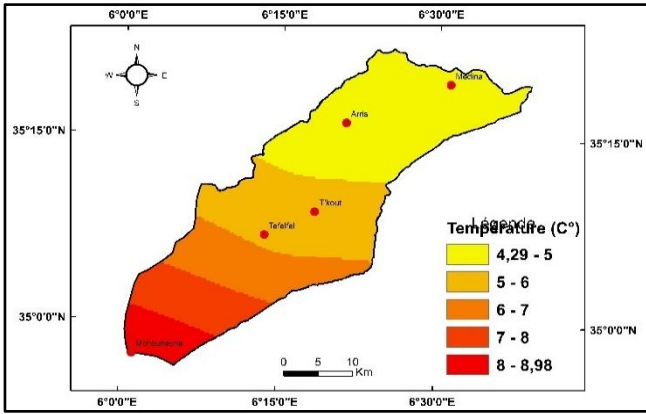 6°0'0"E 6°15'0"E 6°30'0"E
N
W E
S
Medina
Arris
35°15'0"N 35°15'0"N
T'kout
Tefelfel
Légende
Température (C°)
4,29 - 5
5 - 6
6 - 7
7 - 8
8 - 8,98
35°0'0"N 35°0'0"N
0 5 10
Km
6°0'0"E 6°15'0"E 6°30'0"E